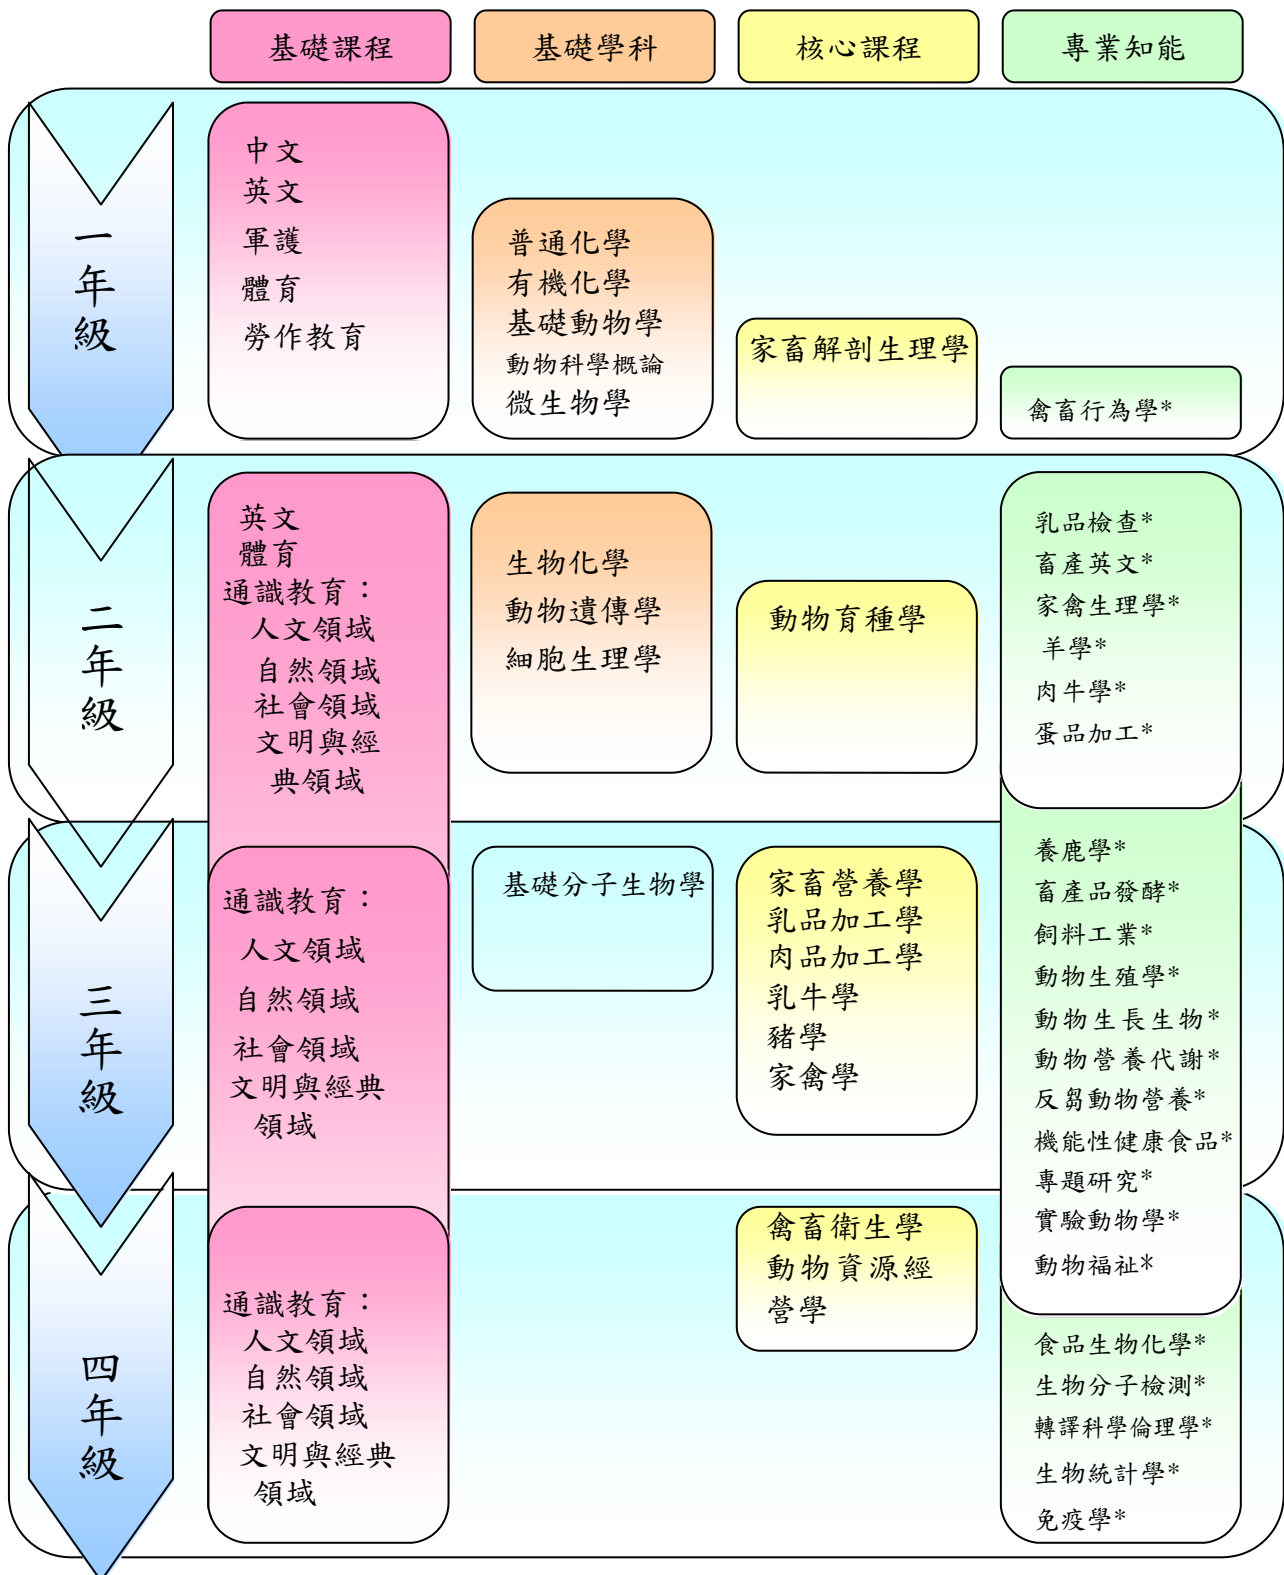 基礎課程
基礎學科
核心課程
專業知能
一年級
中文
英文
軍護
體育
勞作教育
普通化學
有機化學
基礎動物學
動物科學概論
微生物學
家畜解剖生理學
禽畜行為學*
二年級
英文
體育
通識教育：
人文領域
自然領域
社會領域
文明與經
典領域
生物化學
動物遺傳學
細胞生理學
動物育種學
乳品檢查*
畜產英文*
家禽生理學*
羊學*
肉牛學*
蛋品加工*
三年級
通識教育：
人文領域
自然領域
社會領域
文明與經典
領域
基礎分子生物學
家畜營養學
乳品加工學
肉品加工學
乳牛學
豬學
家禽學
養鹿學*
畜產品發酵*
飼料工業*
動物生殖學*
動物生長生物*
動物營養代謝*
反芻動物營養*
機能性健康食品*
專題研究*
實驗動物學*
動物福祉*
四年級
通識教育：
人文領域
自然領域
社會領域
文明與經典
領域
禽畜衛生學
動物資源經
營學
食品生物化學*
生物分子檢測*
轉譯科學倫理學*
生物統計學*
免疫學*